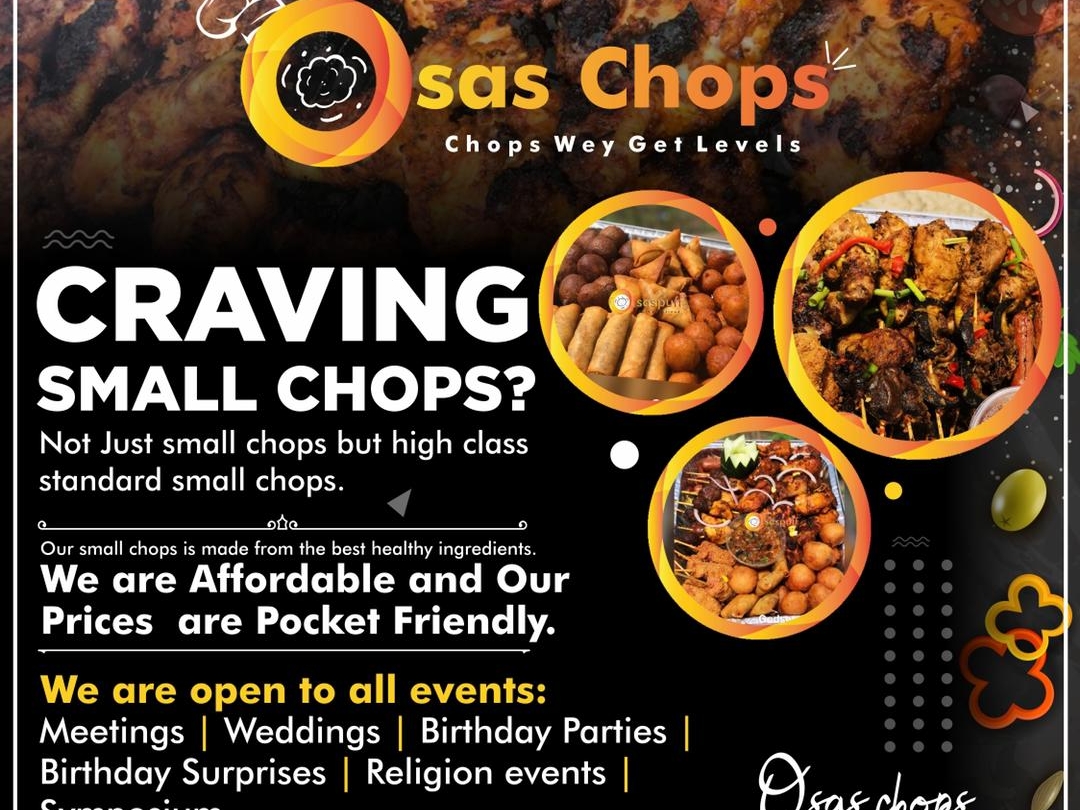 Osas Chops
Chops Wey Get Levels
CRAVING
SMALL CHOPS?
Not Just small chops but high class
standard small chops.
Our small chops is made from the best healthy ingredients.
We are Affordable and Our
Prices are Pocket Friendly.
We are open to all events:
Meetings | Weddings | Birthday Parties |
Birthday Surprises | Religion events |
Symposium
Osas chops